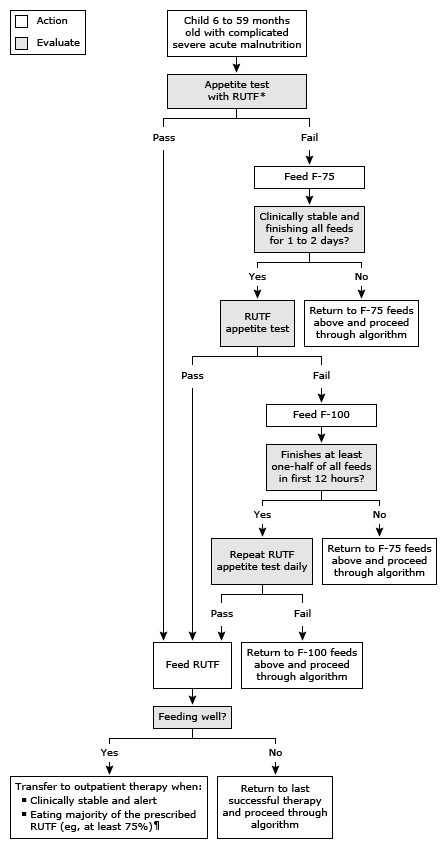 Action
Evaluate
Child 6 to 59 months
old with complicated
severe acute malnutrition
Appetite test
with RUTF*
Pass
Fail
Feed F-75
Clinically stable and
finishing all feeds
for 1 to 2 days?
Yes
No
RUTF
appetite test
Return to F-75 feeds
above and proceed
through algorithm
Pass
Fail
Feed F-100
Finishes at least
one-half of all feeds
in first 12 hours?
Yes
No
Repeat RUTF
appetite test daily
Return to F-75 feeds
above and proceed
through algorithm
Pass
Fail
Feed RUTF
Return to F-100 feeds
above and proceed
through algorithm
Feeding well?
Yes
No
Transfer to outpatient therapy when:
▪ Clinically stable and alert
▪ Eating majority of the prescribed
RUTF (eg, at least 75%)¶
Return to last
successful therapy
and proceed through
algorithm